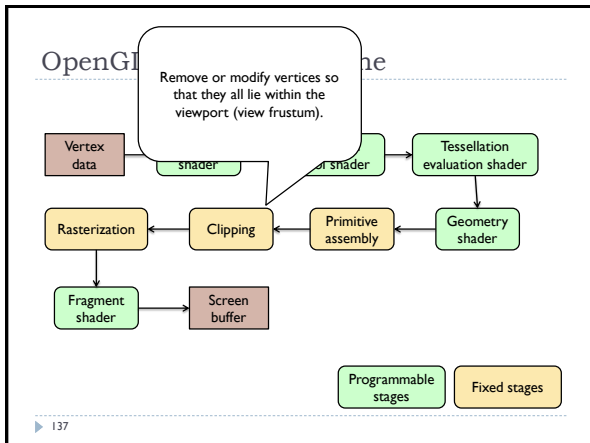 OpenGL
ne
Remove or modify vertices so
that they all lie within the
viewport (view frustum).
Vertex
data
shader
shader
Tessellation
evaluation shader
Rasterization
Clipping
Primitive
assembly
Geometry
shader
Fragment
shader
Screen
buffer
Programmable
stages
Fixed stages
137